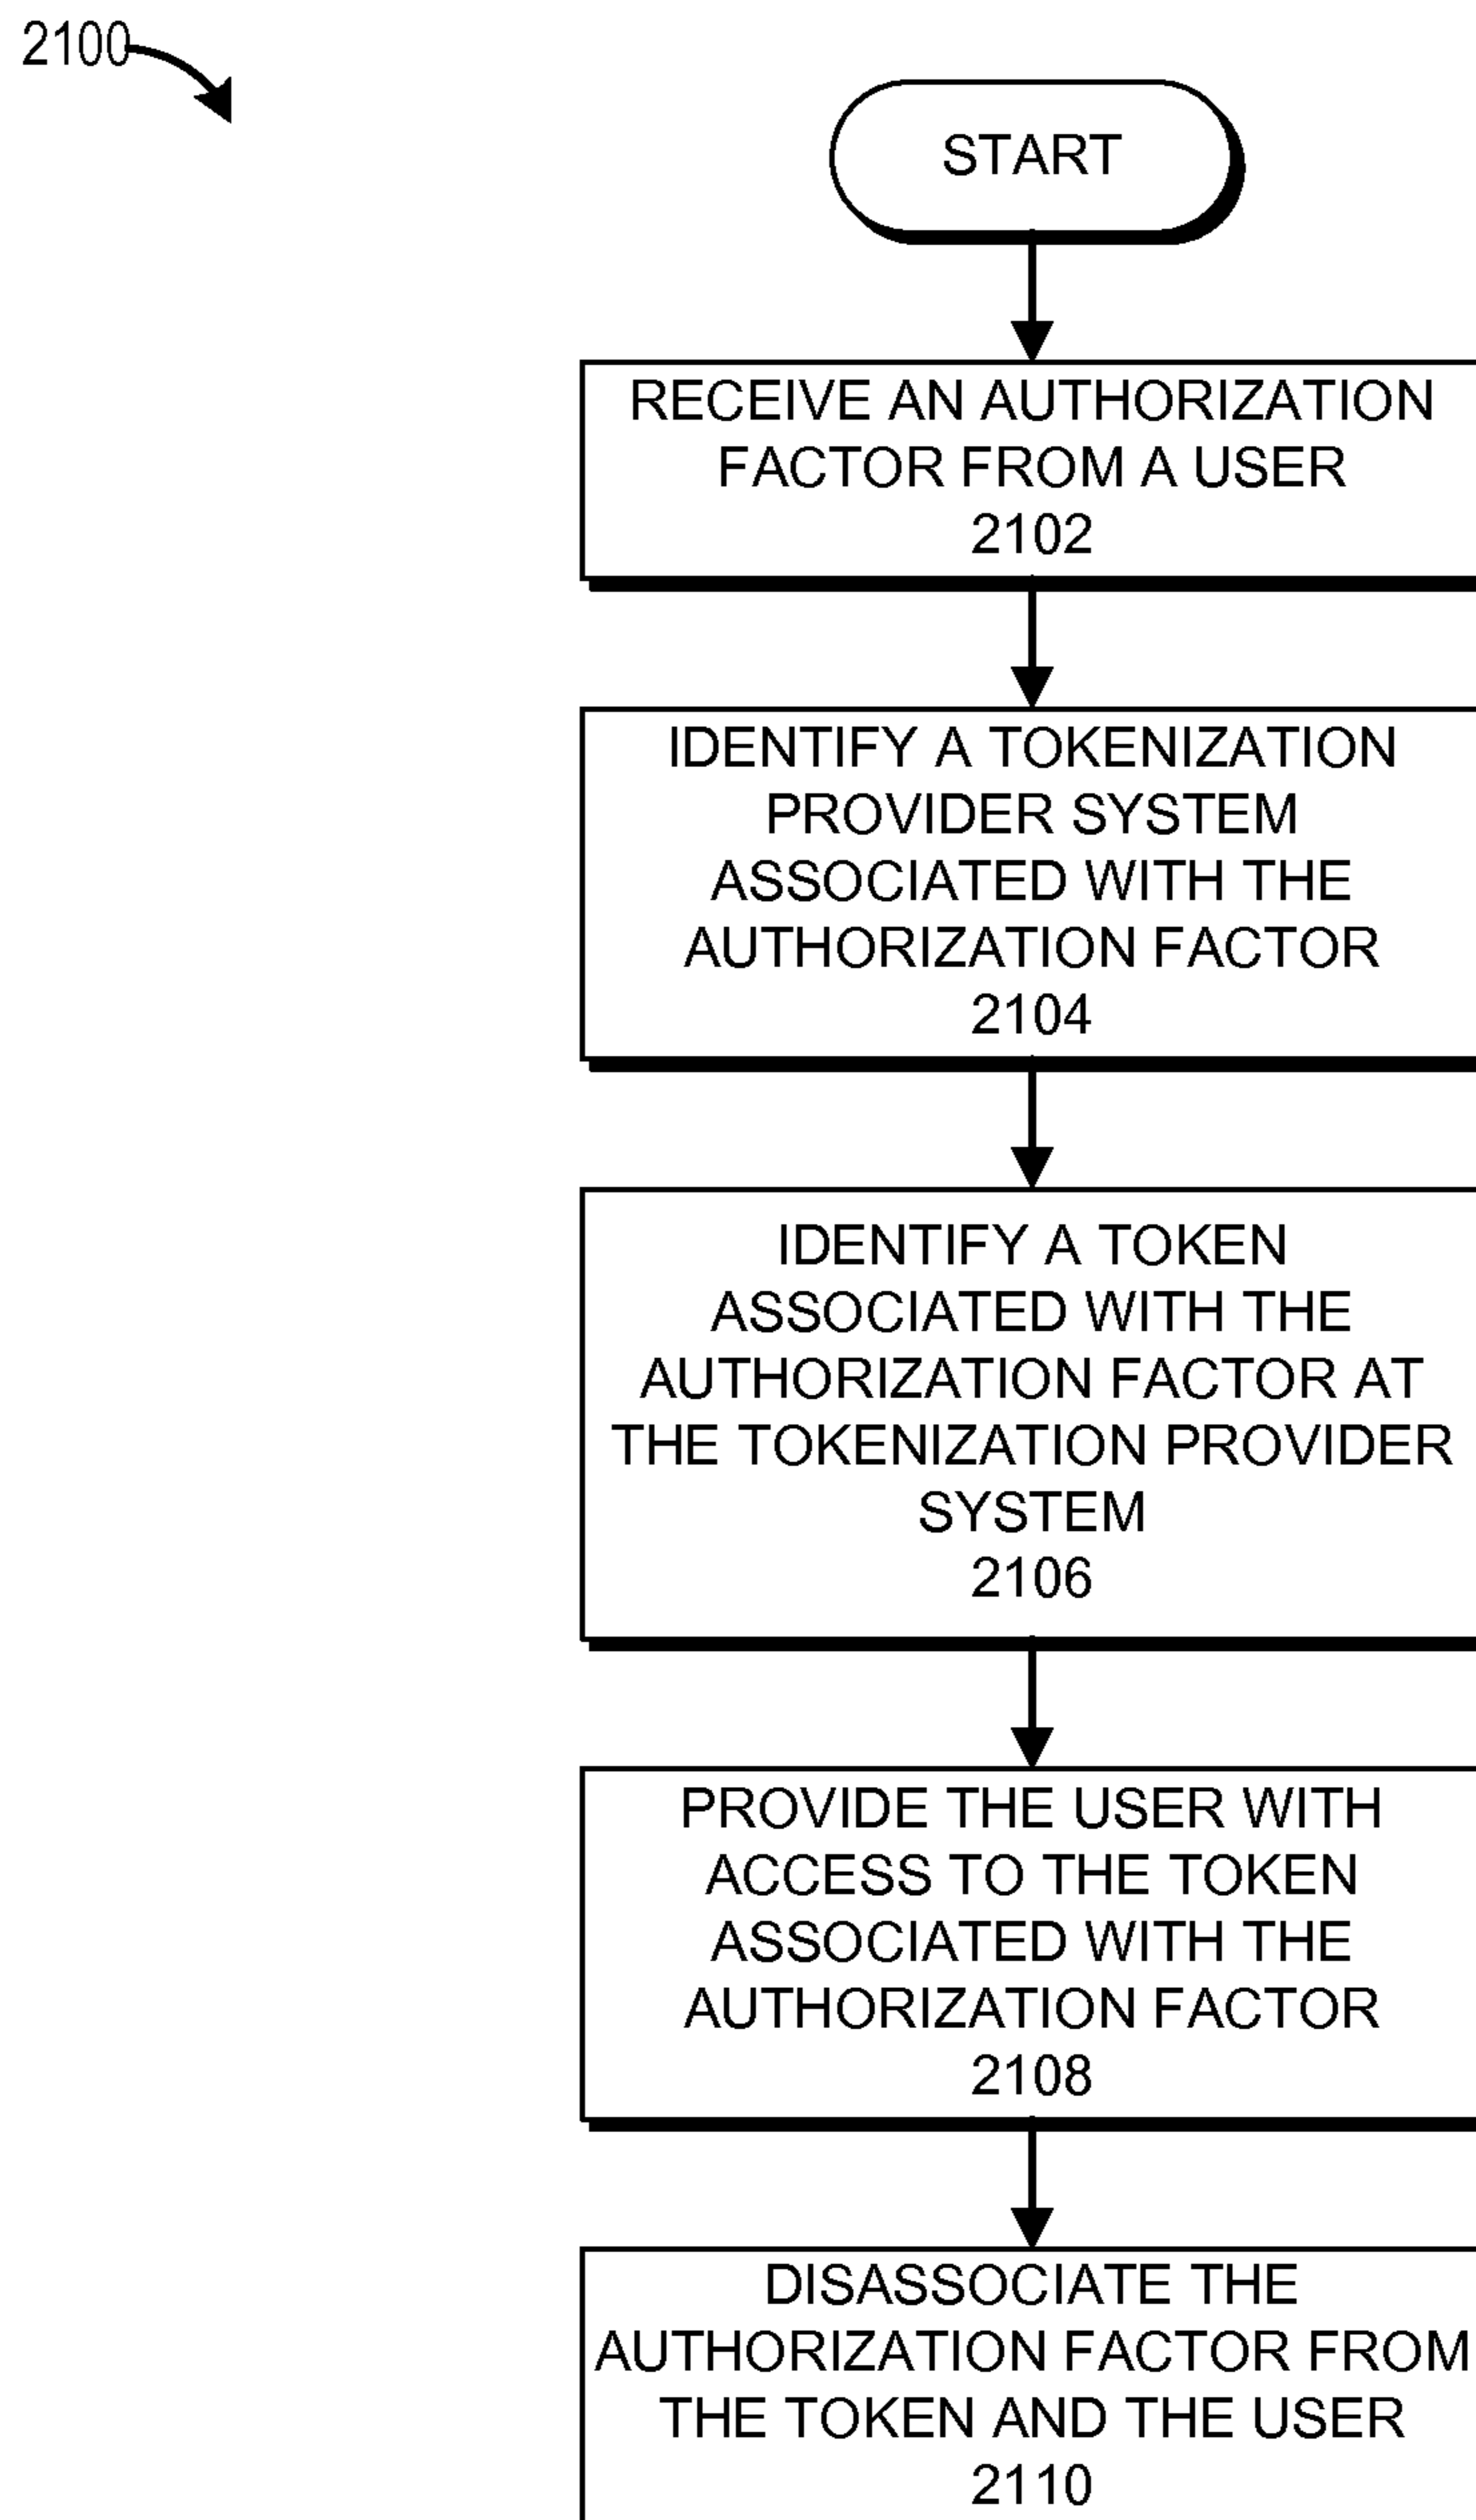 2100
START
RECEIVE AN AUTHORIZATION
FACTOR FROM A USER
2102
IDENTIFY A TOKENIZATION
PROVIDER SYSTEM
ASSOCIATED WITH THE
AUTHORIZATION FACTOR
2104
IDENTIFY A TOKEN
ASSOCIATED WITH THE
AUTHORIZATION FACTOR AT
THE TOKENIZATION PROVIDER
SYSTEM
2106
PROVIDE THE USER WITH
ACCESS TO THE TOKEN
ASSOCIATED WITH THE
AUTHORIZATION FACTOR
2108
DISASSOCIATE THE
AUTHORIZATION FACTOR FROM
THE TOKEN AND THE USER
2110